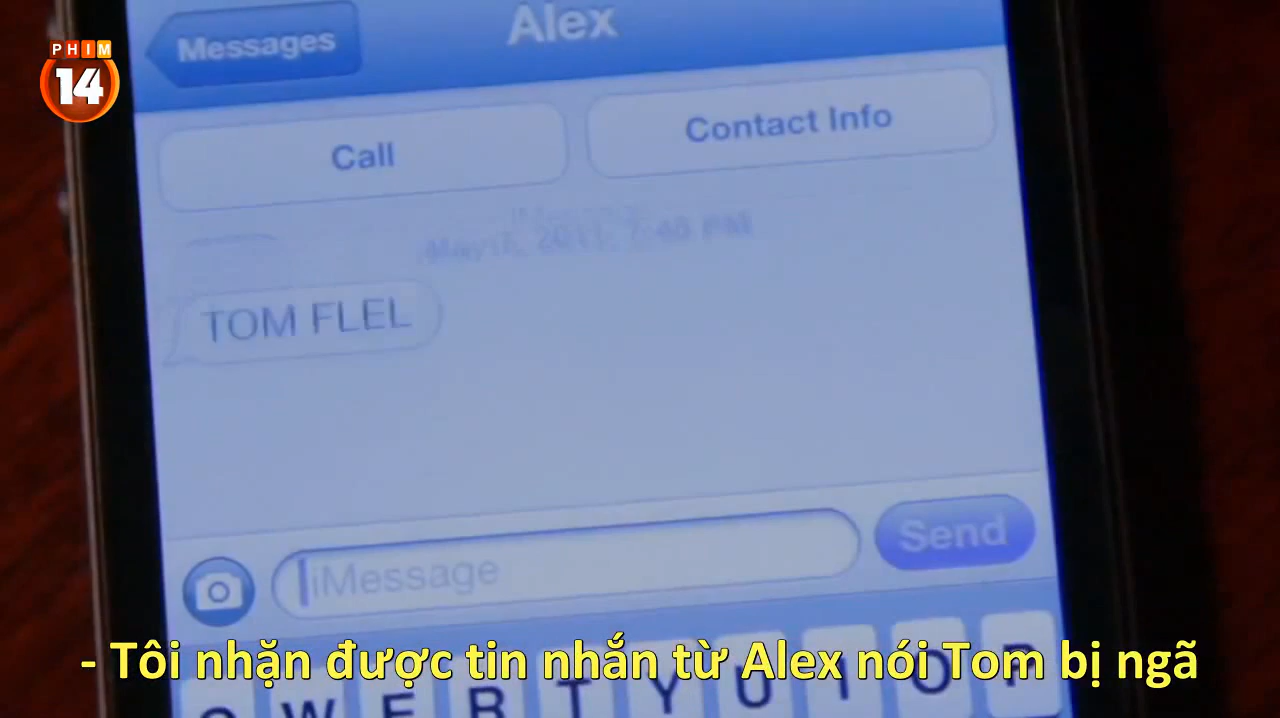 PHIM
14
Messages
Alex
Call
Contact Info
TOM FLEL
iMessage
Send
- Tôi nhận được tin nhắn từ Alex nói Tom bị ngã
Q W E R T Y U I O P